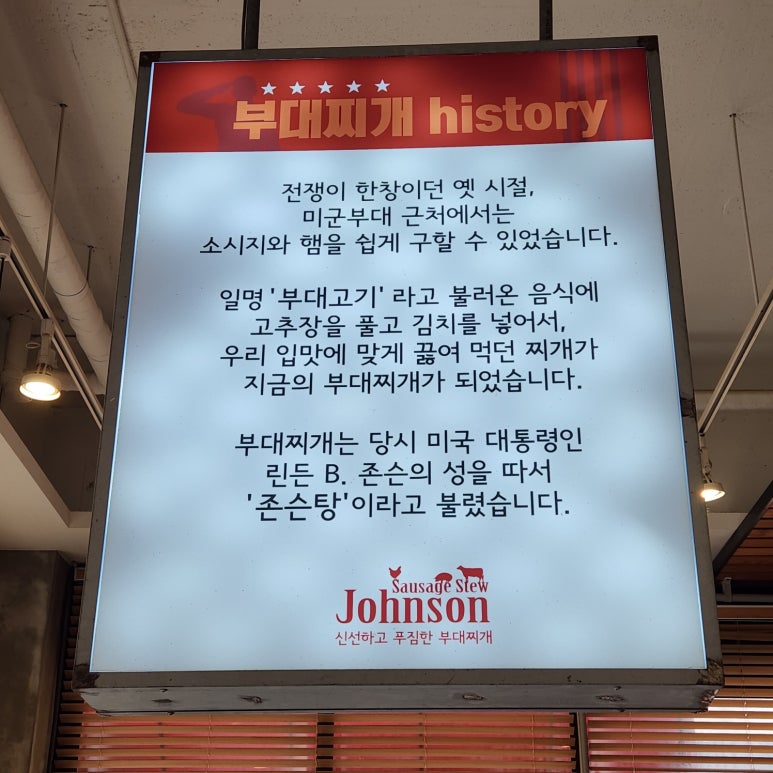 부대찌개 history
전쟁이 한창이던 옛 시절,
미군부대 근처에서는
소시지와 햄을 쉽게 구할 수 있었습니다.
일명 '부대고기' 라고 불러온 음식에
고추장을 풀고 김치를 넣어서,
우리 입맛에 맞게 끓여 먹던 찌개가
지금의 부대찌개가 되었습니다.
부대찌개는 당시 미국 대통령인
린든 B. 존슨의 성을 따서
'존슨탕'이라고 불렸습니다.
Sausage Stew
Johnson
신선하고 푸짐한 부대찌개